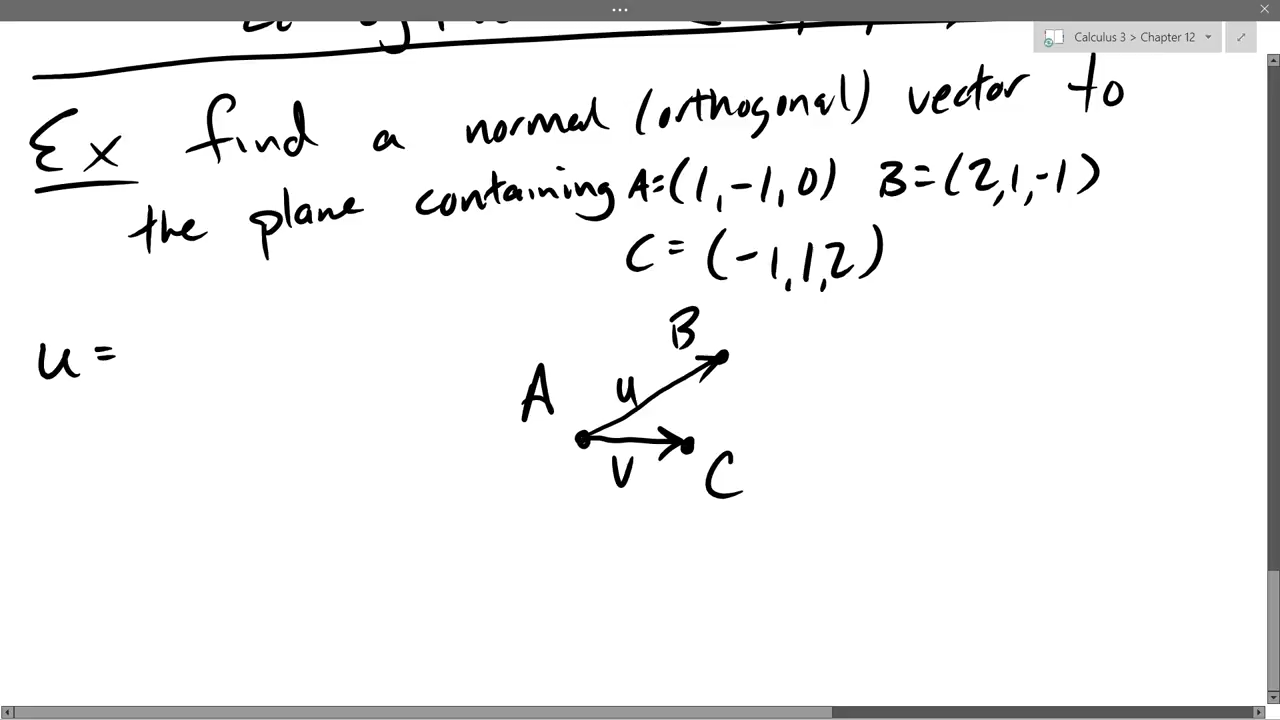 Calculus 3 > Chapter 12
Ex find a normal (orthogonal) vector to
the plane containing A=(1,-1,0) B=(2,1,-1)
C=(-1,1,2)
u=
B
A
u
v
C